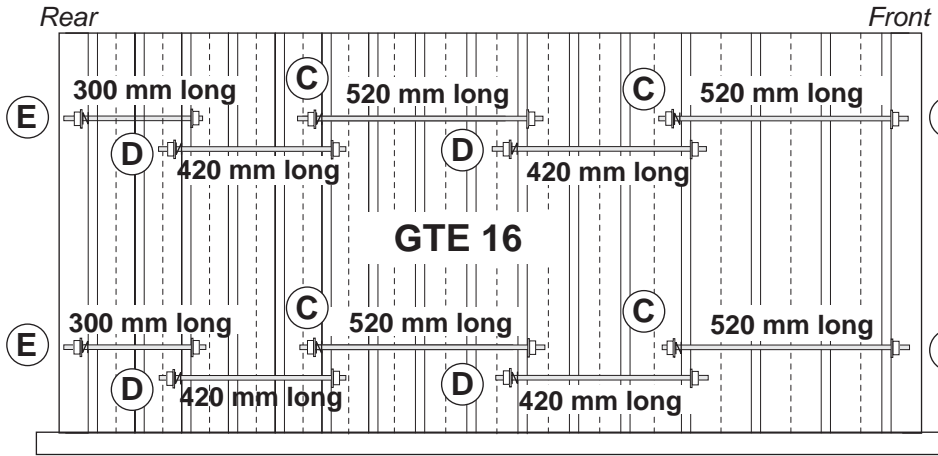 Rear Front
C
300 mm long 520 mm long C 520 mm long
E
D D
420 mm long 420 mm long
GTE 16
C C
300 mm long 520 mm long 520 mm long
E
D D
420 mm long 420 mm long